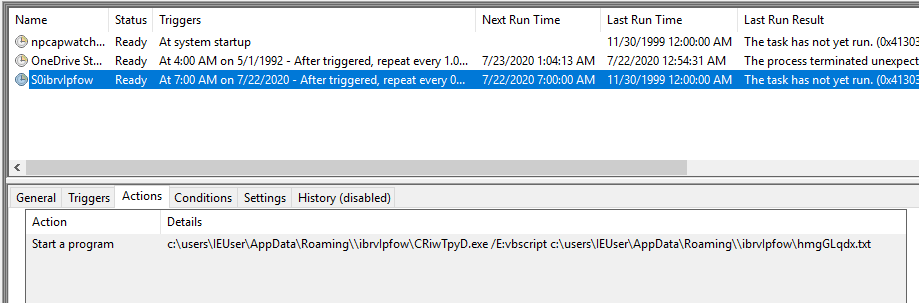 Name Status Triggers Next Run Time Last Run Time Last Run Result
npcapwatch... Ready At system startup 11/30/1999 12:00:00 AM The task has not yet run. (0x41303
OneDrive St... Ready At 4:00 AM on 5/1/1992 - After triggered, repeat every 1.0... 7/23/2020 1:04:13 AM 7/22/2020 12:54:31 AM The process terminated unexpect
S0ibrvlpfow Ready At 7:00 AM on 7/22/2020 - After triggered, repeat every 0... 7/22/2020 7:00:00 AM 11/30/1999 12:00:00 AM The task has not yet run. (0x41303
General Triggers Actions Conditions Settings History (disabled)
Action Details
Start a program c:\users\IEUser\AppData\Roaming\\ibrvlpfow\CRiwTpyD.exe /E:vbscript c:\users\IEUser\AppData\Roaming\\ibrvlpfow\hmgGLqdx.txt